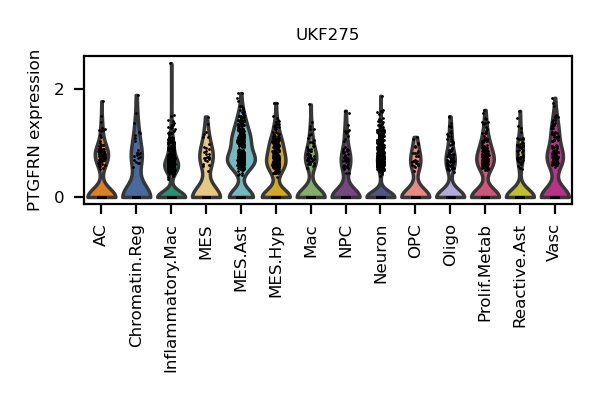 UKF275
PTGFRN expression
2
0
AC
Chromatin.Reg
Inflammatory.Mac
MES
MES.Ast
MES.Hyp
Mac
NPC
Neuron
OPC
Oligo
Prolif.Metab
Reactive.Ast
Vasc